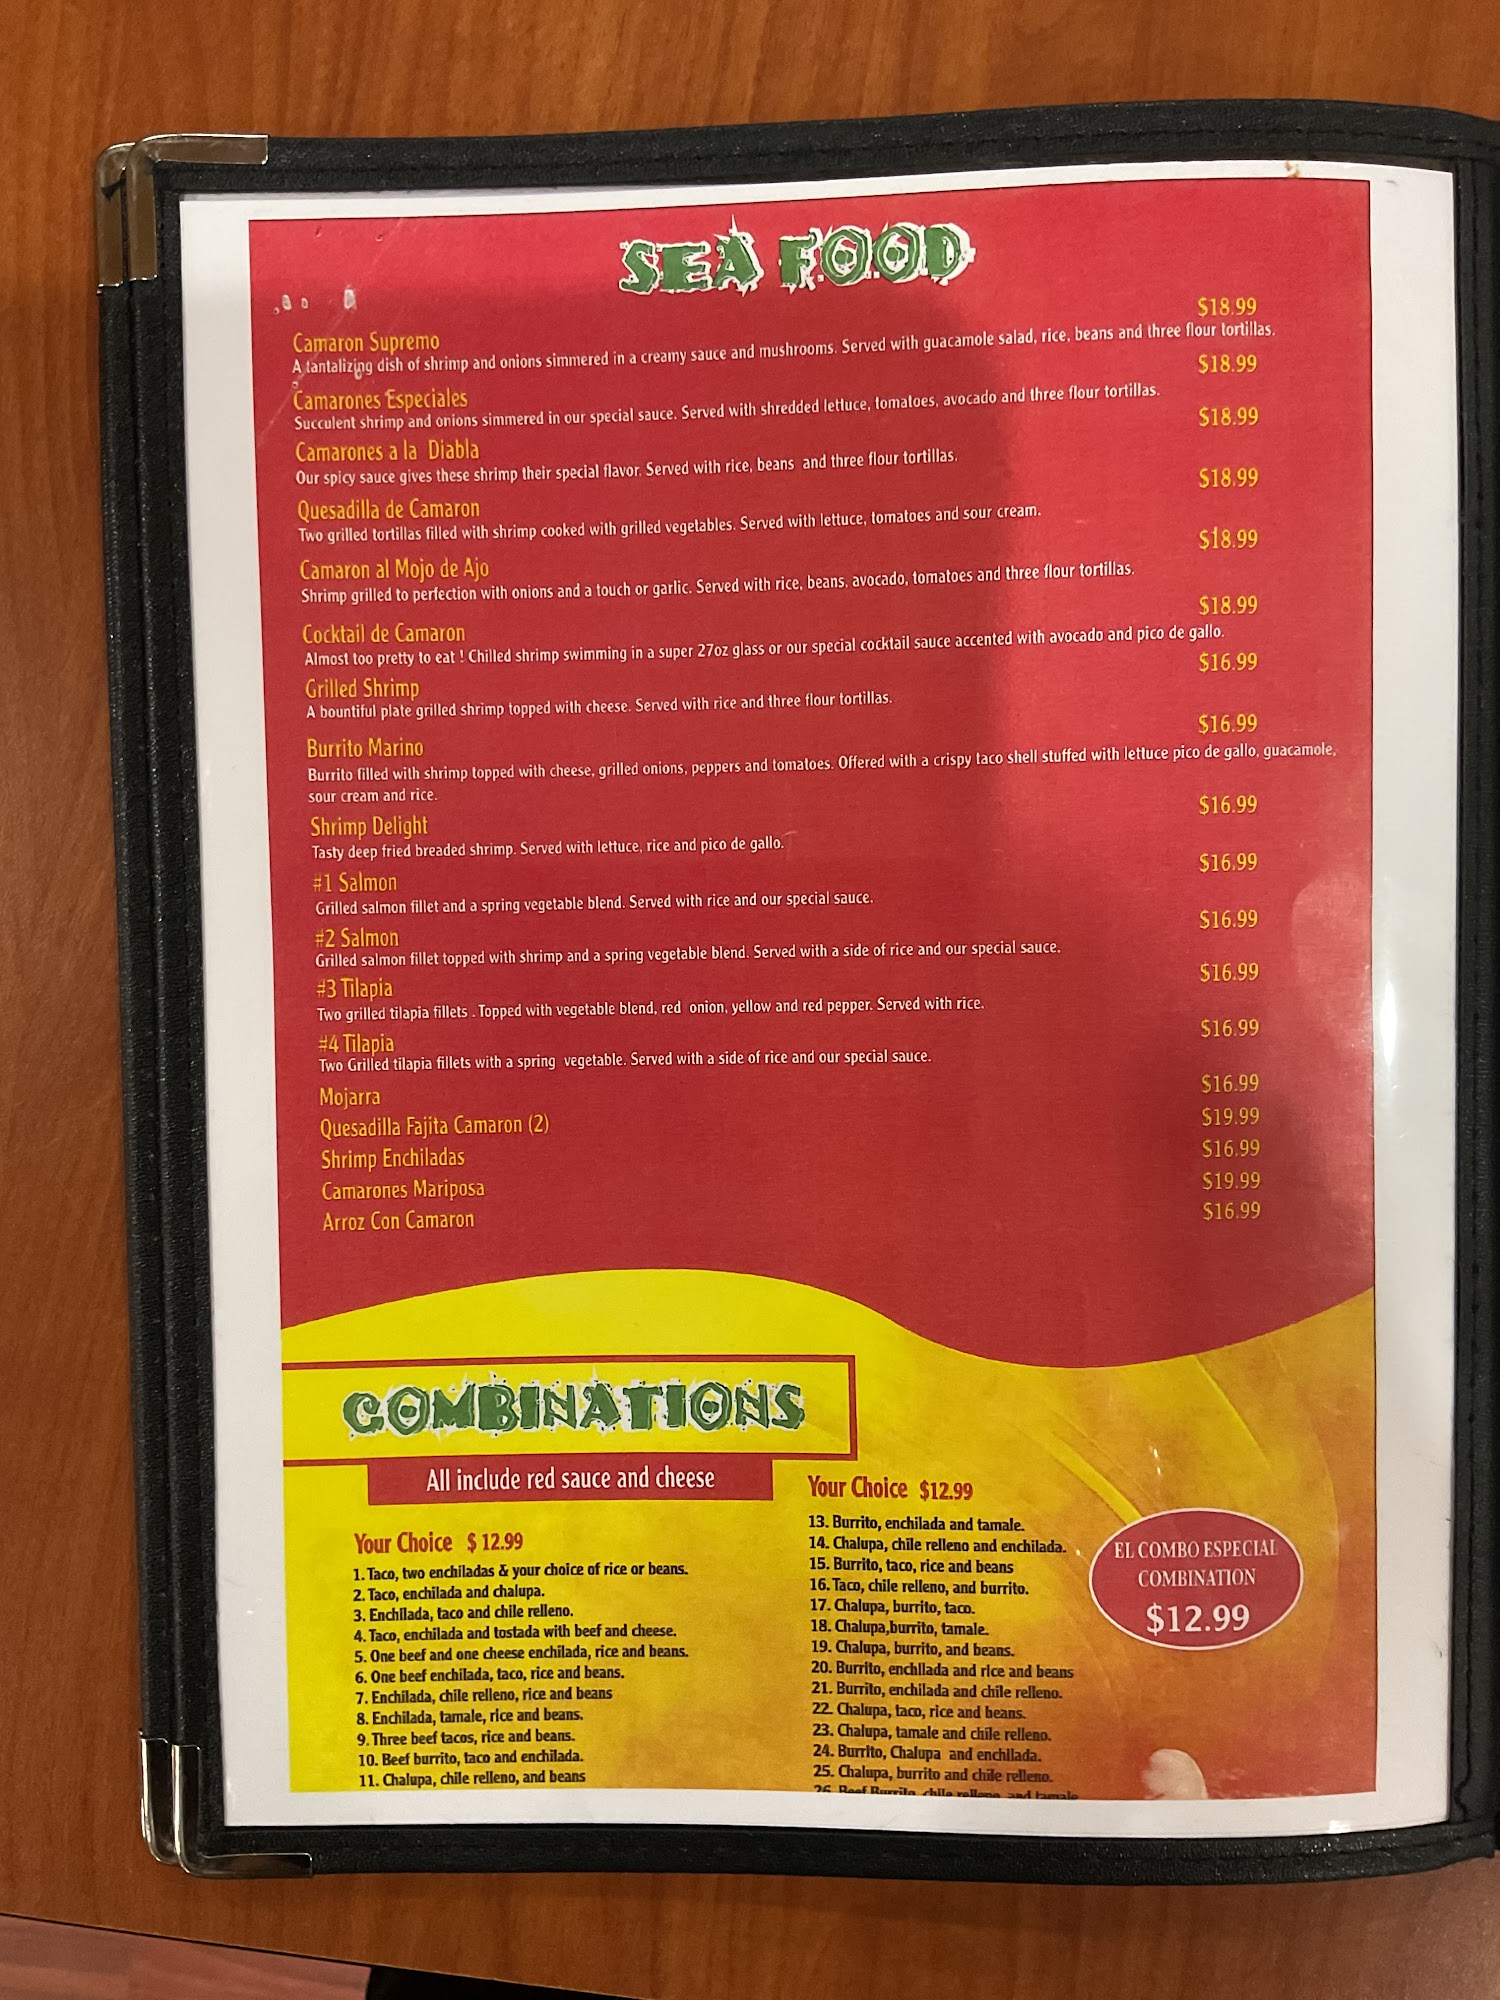 SEA FOOD
Camaron Supremo $18.99
A tantalizing dish of shrimp and onions simmered in a creamy sauce and mushrooms. Served with guacamole salad, rice, beans and three flour tortillas.
Camarones Especiales $18.99
Succulent shrimp and onions simmered in our special sauce. Served with shredded lettuce, tomatoes, avocado and three flour tortillas.
Camarones a la Diabla $18.99
Our spicy sauce gives these shrimp their special flavor. Served with rice, beans and three flour tortillas.
Quesadilla de Camaron $18.99
Two grilled tortillas filled with shrimp cooked with grilled vegetables. Served with lettuce, tomatoes and sour cream.
Camaron al Mojo de Ajo $18.99
Shrimp grilled to perfection with onions and a touch or garlic. Served with rice, beans, avocado, tomatoes and three flour tortillas.
Cocktail de Camaron $18.99
Almost too pretty to eat ! Chilled shrimp swimming in a super 27oz glass or our special cocktail sauce accented with avocado and pico de gallo.
Grilled Shrimp $16.99
A bountiful plate grilled shrimp topped with cheese. Served with rice and three flour tortillas.
Burrito Marino $16.99
Burrito filled with shrimp topped with cheese, grilled onions, peppers and tomatoes. Offered with a crispy taco shell stuffed with lettuce pico de gallo, guacamole,
sour cream and rice.
Shrimp Delight $16.99
Tasty deep fried breaded shrimp. Served with lettuce, rice and pico de gallo.
#1 Salmon $16.99
Grilled salmon fillet and a spring vegetable blend. Served with rice and our special sauce.
#2 Salmon $16.99
Grilled salmon fillet topped with shrimp and a spring vegetable blend. Served with a side of rice and our special sauce.
#3 Tilapia $16.99
Two grilled tilapia fillets . Topped with vegetable blend, red onion, yellow and red pepper. Served with rice.
#4 Tilapia $16.99
Two Grilled tilapia fillets with a spring vegetable. Served with a side of rice and our special sauce.
Mojarra $16.99
Quesadilla Fajita Camaron (2) $19.99
Shrimp Enchiladas $16.99
Camarones Mariposa $19.99
Arroz Con Camaron $16.99
COMBINATIONS
All include red sauce and cheese
Your Choice $ 12.99
1. Taco, two enchiladas & your choice of rice or beans.
2. Taco, enchilada and chalupa.
3. Enchilada, taco and chile relleno.
4. Taco, enchilada and tostada with beef and cheese.
5. One beef and one cheese enchilada, rice and beans.
6. One beef enchilada, taco, rice and beans.
7. Enchilada, chile relleno, rice and beans
8. Enchilada, tamale, rice and beans.
9. Three beef tacos, rice and beans.
10. Beef burrito, taco and enchilada.
11. Chalupa, chile relleno, and beans
Your Choice $12.99
13. Burrito, enchilada and tamale.
14. Chalupa, chile relleno and enchilada.
15. Burrito, taco, rice and beans
16. Taco, chile relleno, and burrito.
17. Chalupa, burrito, taco.
18. Chalupa,burrito, tamale.
19. Chalupa, burrito, and beans.
20. Burrito, enchilada and rice and beans
21. Burrito, enchilada and chile relleno.
22. Chalupa, taco, rice and beans.
23. Chalupa, tamale and chile relleno.
24. Burrito, Chalupa and enchilada.
25. Chalupa, burrito and chile relleno.
26. Beef Burrito, chile relleno, and tamale
EL COMBO ESPECIAL
COMBINATION
$12.99